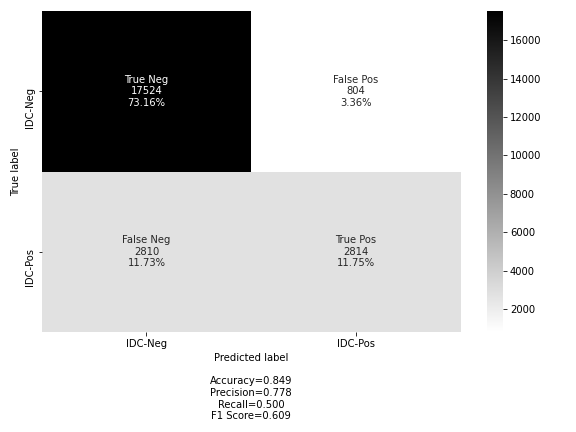 True Neg
17524
73.16%
False Pos
804
3.36%
False Neg
2810
11.73%
True Pos
2814
11.75%
IDC-Neg
IDC-Pos
True label
IDC-Neg
IDC-Pos
Predicted label
Accuracy=0.849
Precision=0.778
Recall=0.500
F1 Score=0.609
16000
14000
12000
10000
8000
6000
4000
2000